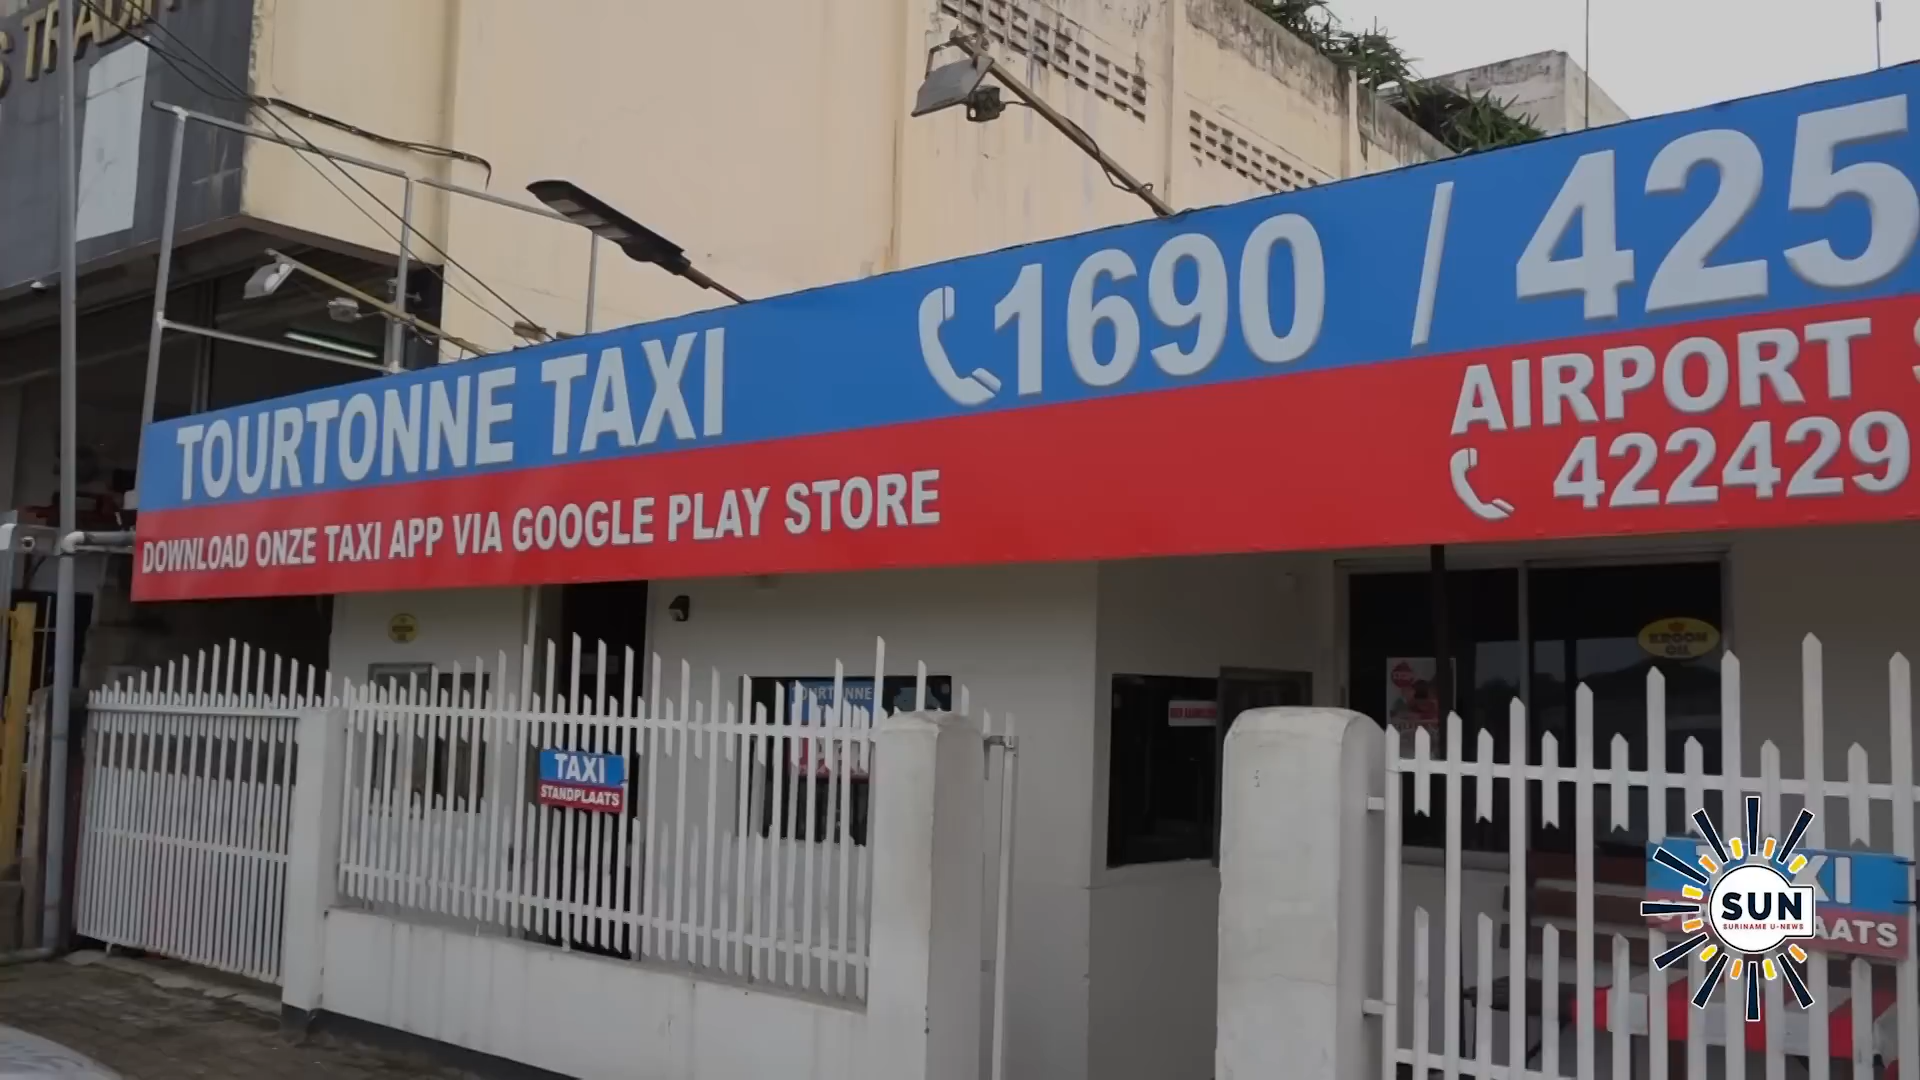 TRADI
TOURTONNE TAXI
1690 / 425
DOWNLOAD ONZE TAXI APP VIA GOOGLE PLAY STORE
AIRPORT
422429
KROON
OIL
TOURTONNE
TAXI
STANDPLAATS
SUN
SURINAME U-NEWS